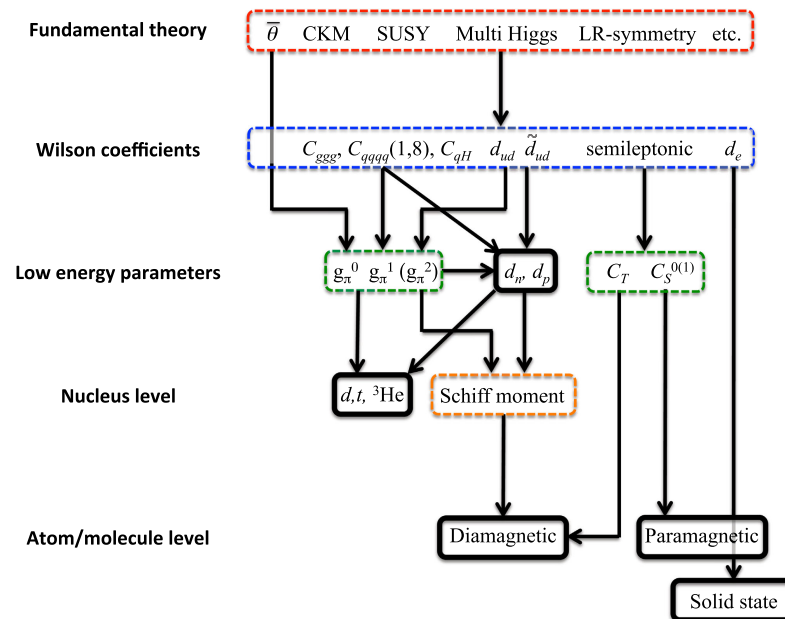 Fundamental theory
θ̅ CKM SUSY Multi Higgs LR-symmetry etc.
Wilson coefficients
C_ggg, C_qqqq(1,8), C_qH d_ud d̃_ud semileptonic d_e
Low energy parameters
g_π^0 g_π^1 (g_π^2) d_n, d_p C_T C_S^0(1)
Nucleus level
d,t, ³He Schiff moment
Atom/molecule level
Diamagnetic Paramagnetic
Solid state